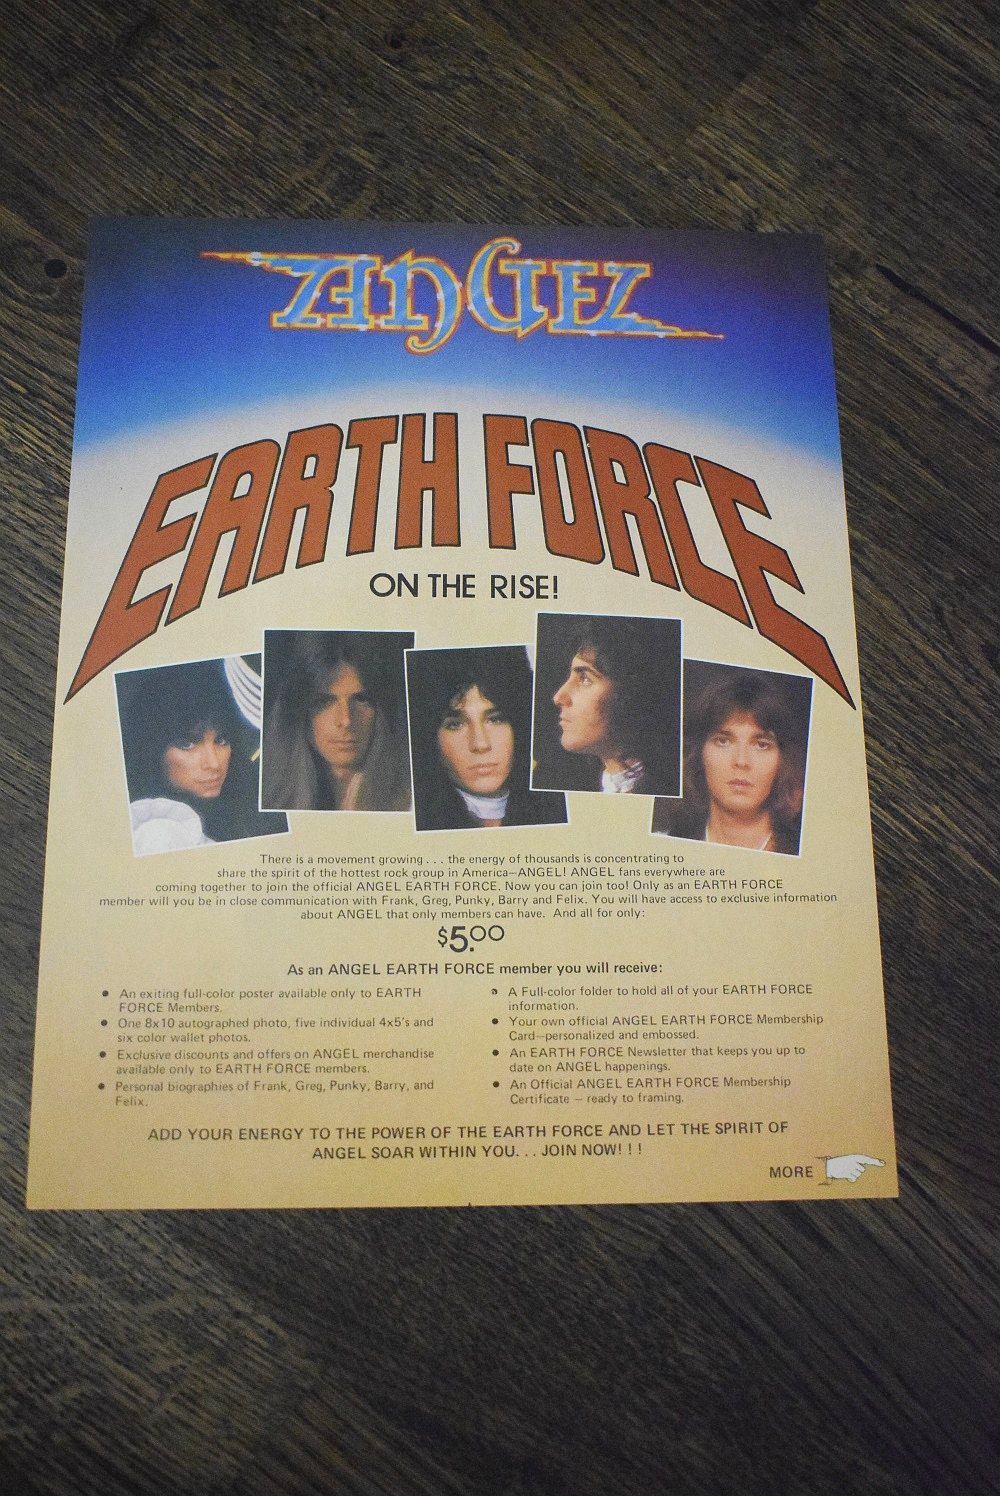 ANGEL
EARTH FORCE
ON THE RISE!
There is a movement growing . . . the energy of thousands is concentrating to
share the spirit of the hottest rock group in America—ANGEL! ANGEL fans everywhere are
coming together to join the official ANGEL EARTH FORCE. Now you can join too! Only as an EARTH FORCE
member will you be in close communication with Frank, Greg, Punky, Barry and Felix. You will have access to exclusive information
about ANGEL that only members can have. And all for only:
$5.00
As an ANGEL EARTH FORCE member you will receive:
• An exiting full-color poster available only to EARTH
FORCE Members.
• One 8x10 autographed photo, five individual 4x5's and
six color wallet photos.
• Exclusive discounts and offers on ANGEL merchandise
available only to EARTH FORCE members.
• Personal biographies of Frank, Greg, Punky, Barry, and
Felix.
• A Full-color folder to hold all of your EARTH FORCE
information.
• Your own official ANGEL EARTH FORCE Membership
Card—personalized and embossed.
• An EARTH FORCE Newsletter that keeps you up to
date on ANGEL happenings.
• An Official ANGEL EARTH FORCE Membership
Certificate — ready to framing.
ADD YOUR ENERGY TO THE POWER OF THE EARTH FORCE AND LET THE SPIRIT OF
ANGEL SOAR WITHIN YOU. . . JOIN NOW! ! !
MORE